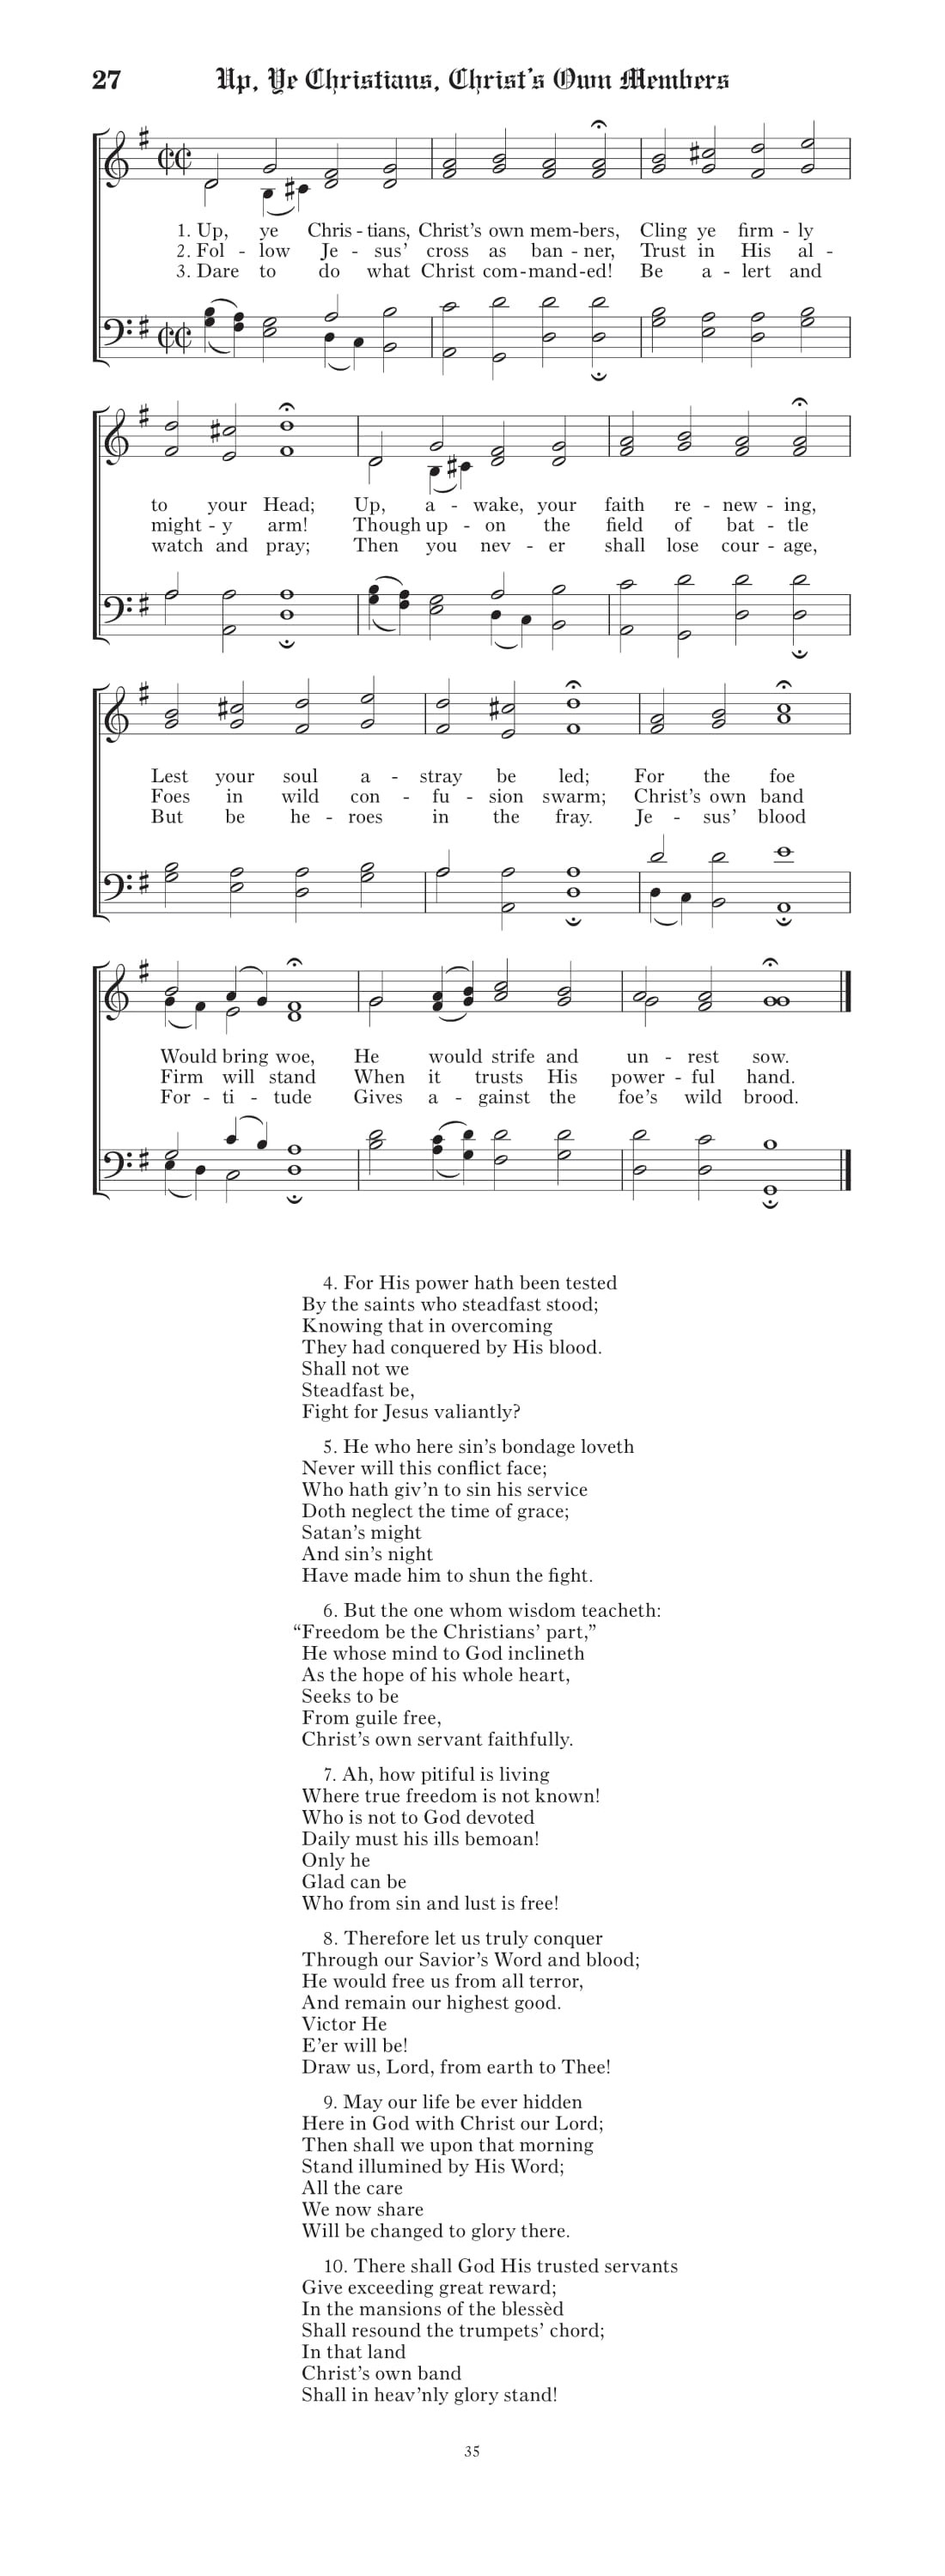 27 Up, Ye Christians, Christ's Own Members
1. Up, ye Chris - tians, Christ's own mem - bers, Cling ye firm - ly
2. Fol - low Je - sus' cross as ban - ner, Trust in His al -
3. Dare to do what Christ com - mand - ed! Be a - lert and
to your Head; Up, a - wake, your faith re - new - ing,
might - y arm! Though up - on the field of bat - tle
watch and pray; Then you nev - er shall lose cour - age,
Lest your soul a - stray be led; For the foe
Foes in wild con - fu - sion swarm; Christ's own band
But be he - roes in the fray. Je - sus' blood
Would bring woe, He would strife and un - rest sow.
Firm will stand When it trusts His power - ful hand.
For - ti - tude Gives a - gainst the foe's wild brood.
4. For His power hath been tested
By the saints who steadfast stood;
Knowing that in overcoming
They had conquered by His blood.
Shall not we
Steadfast be,
Fight for Jesus valiantly?
5. He who here sin's bondage loveth
Never will this conflict face;
Who hath giv'n to sin his service
Doth neglect the time of grace;
Satan's might
And sin's night
Have made him to shun the fight.
6. But the one whom wisdom teacheth:
“Freedom be the Christians' part,”
He whose mind to God inclineth
As the hope of his whole heart,
Seeks to be
From guile free,
Christ's own servant faithfully.
7. Ah, how pitiful is living
Where true freedom is not known!
Who is not to God devoted
Daily must his ills bemoan!
Only he
Glad can be
Who from sin and lust is free!
8. Therefore let us truly conquer
Through our Savior's Word and blood;
He would free us from all terror,
And remain our highest good.
Victor He
E'er will be!
Draw us, Lord, from earth to Thee!
9. May our life be ever hidden
Here in God with Christ our Lord;
Then shall we upon that morning
Stand illumined by His Word;
All the care
We now share
Will be changed to glory there.
10. There shall God His trusted servants
Give exceeding great reward;
In the mansions of the blessèd
Shall resound the trumpets' chord;
In that land
Christ's own band
Shall in heav'nly glory stand!
35